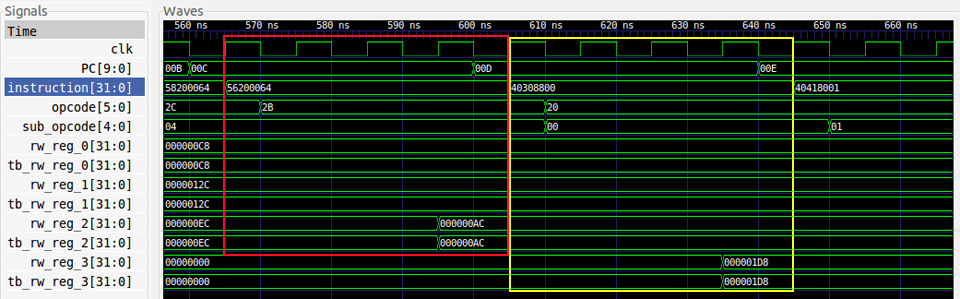 Signals
Waves
Time
560 ns 570 ns 580 ns 590 ns 600 ns 610 ns 620 ns 630 ns 640 ns 650 ns 660 ns
clk
PC[9:0] 00B 00C 00D 00E
instruction[31:0] 58200064 56200064 40308800 40418001
opcode[5:0] 2C 2B 20
sub_opcode[4:0] 04 00 01
rw_reg_0[31:0] 000000C8
tb_rw_reg_0[31:0] 000000C8
rw_reg_1[31:0] 0000012C
tb_rw_reg_1[31:0] 0000012C
rw_reg_2[31:0] 000000EC 000000AC
tb_rw_reg_2[31:0] 000000EC 000000AC
rw_reg_3[31:0] 00000000 000001D8
tb_rw_reg_3[31:0] 00000000 000001D8